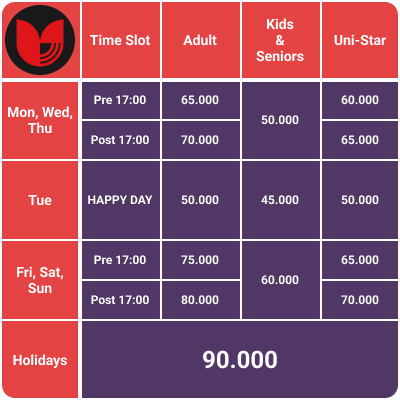 Time Slot
Adult
Kids
&
Seniors
Uni-Star
Mon, Wed,
Thu
Pre 17:00
65.000
50.000
60.000
Post 17:00
70.000
65.000
Tue
HAPPY DAY
50.000
45.000
50.000
Fri, Sat,
Sun
Pre 17:00
75.000
60.000
65.000
Post 17:00
80.000
70.000
Holidays
90.000